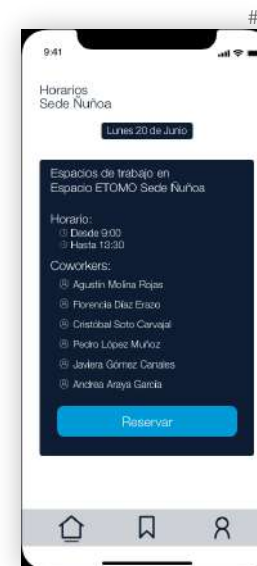 #
9:41
Horarios
Sede Ñuñoa
Lunes 20 de Junio
Espacios de trabajo en
Espacio ETOMO Sede Ñuñoa
Horario:
Desde 9:00
Hasta 13:30
Coworkers:
Agustín Molina Rojas
Florencia Díaz Erazo
Cristóbal Soto Carvajal
Pedro López Muñoz
Javiera Gómez Canales
Andrea Araya García
Reservar